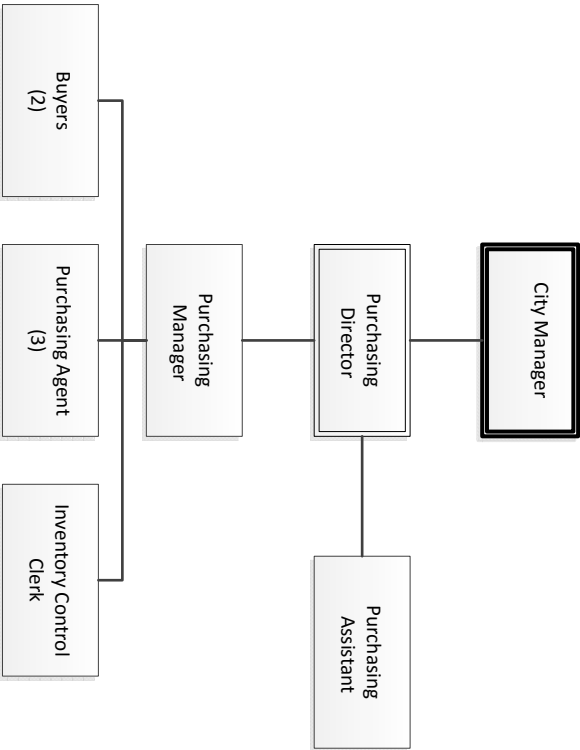 City Manager
Purchasing
Director
Purchasing
Assistant
Purchasing
Manager
Buyers
(2)
Purchasing Agent
(3)
Inventory Control
Clerk